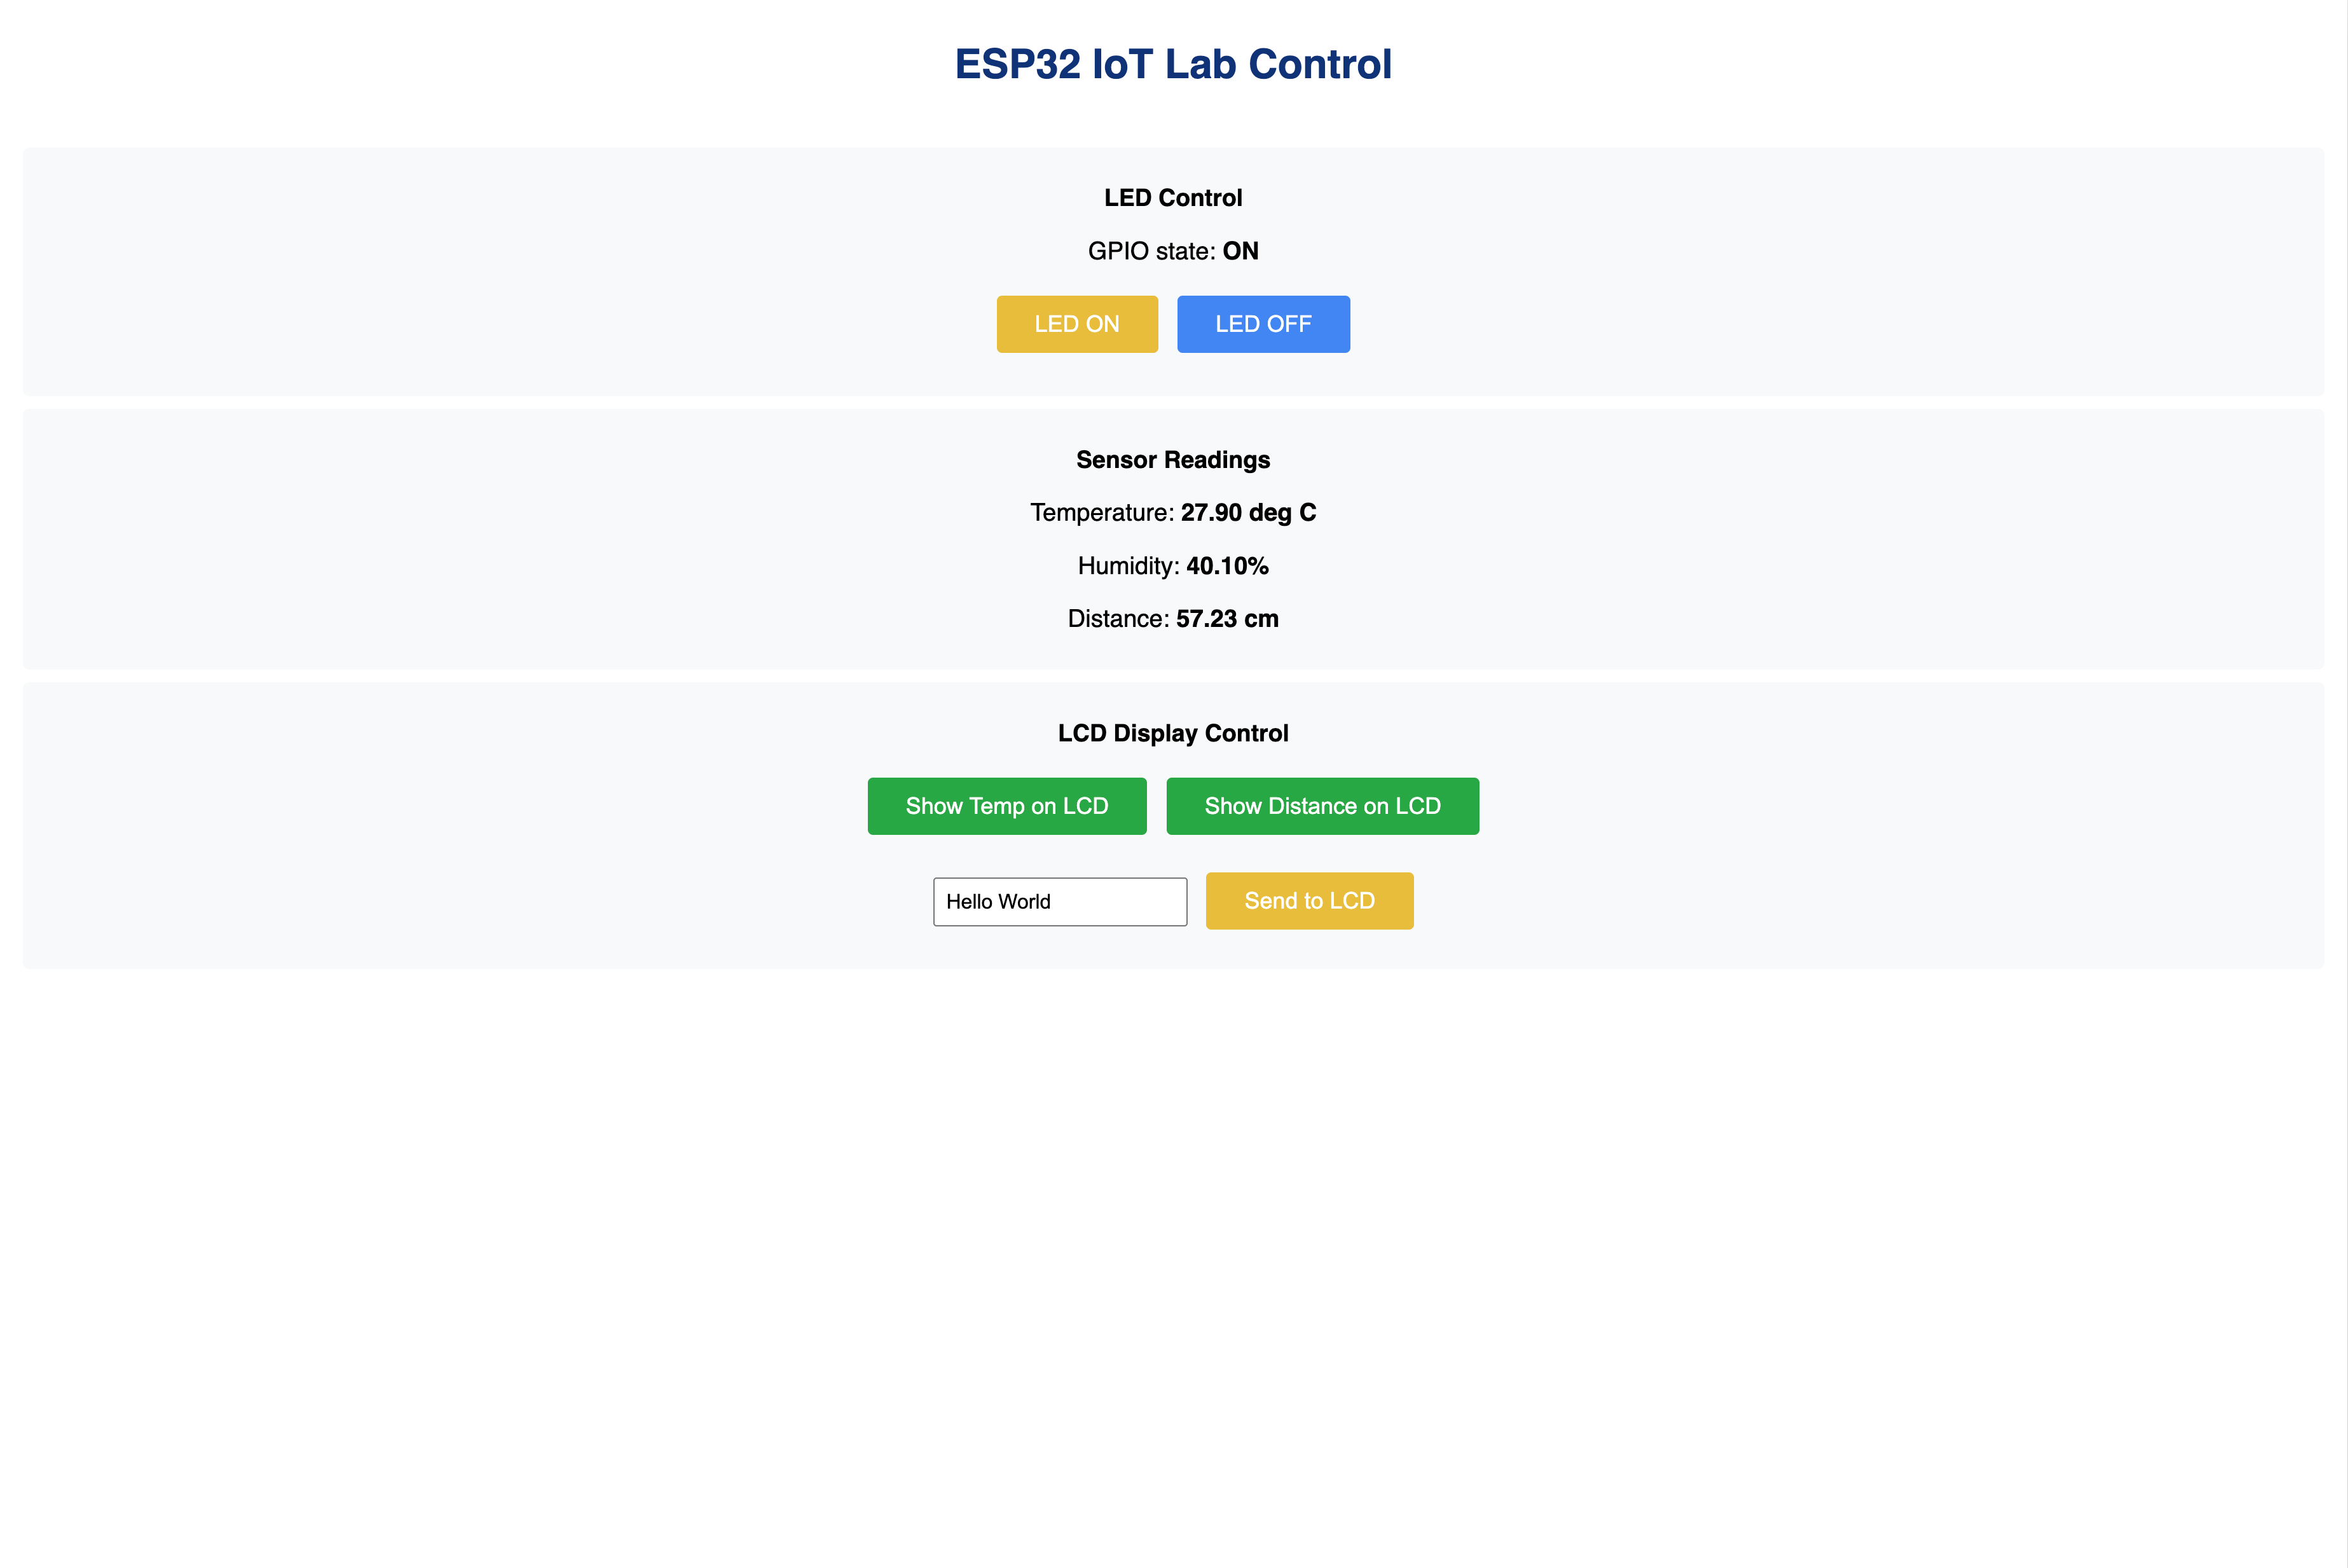 ESP32 IoT Lab Control
LED Control
GPIO state: ON
LED ON LED OFF
Sensor Readings
Temperature: 27.90 deg C
Humidity: 40.10%
Distance: 57.23 cm
LCD Display Control
Show Temp on LCD Show Distance on LCD
Hello World Send to LCD